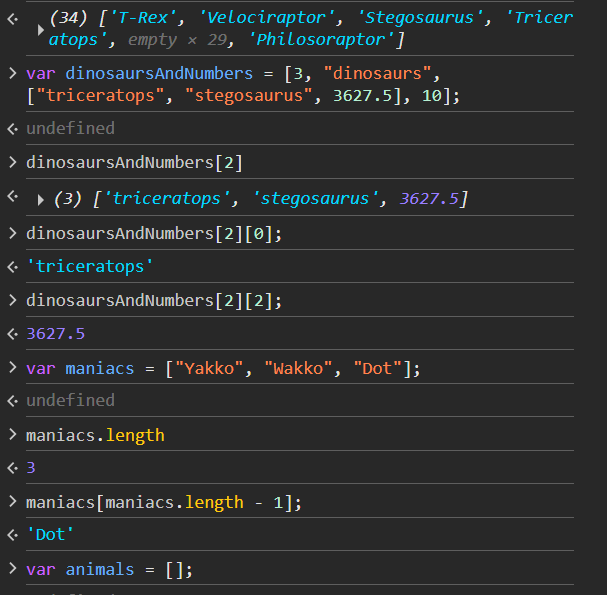 (34) ['T-Rex', 'Velociraptor', 'Stegosaurus', 'Tricer
atops', empty × 29, 'Philosoraptor']
var dinosaursAndNumbers = [3, "dinosaurs",
["triceratops", "stegosaurus", 3627.5], 10];
undefined
dinosaursAndNumbers[2]
(3) ['triceratops', 'stegosaurus', 3627.5]
dinosaursAndNumbers[2][0];
'triceratops'
dinosaursAndNumbers[2][2];
3627.5
var maniacs = ["Yakko", "Wakko", "Dot"];
undefined
maniacs.length
3
maniacs[maniacs.length - 1];
'Dot'
var animals = [];